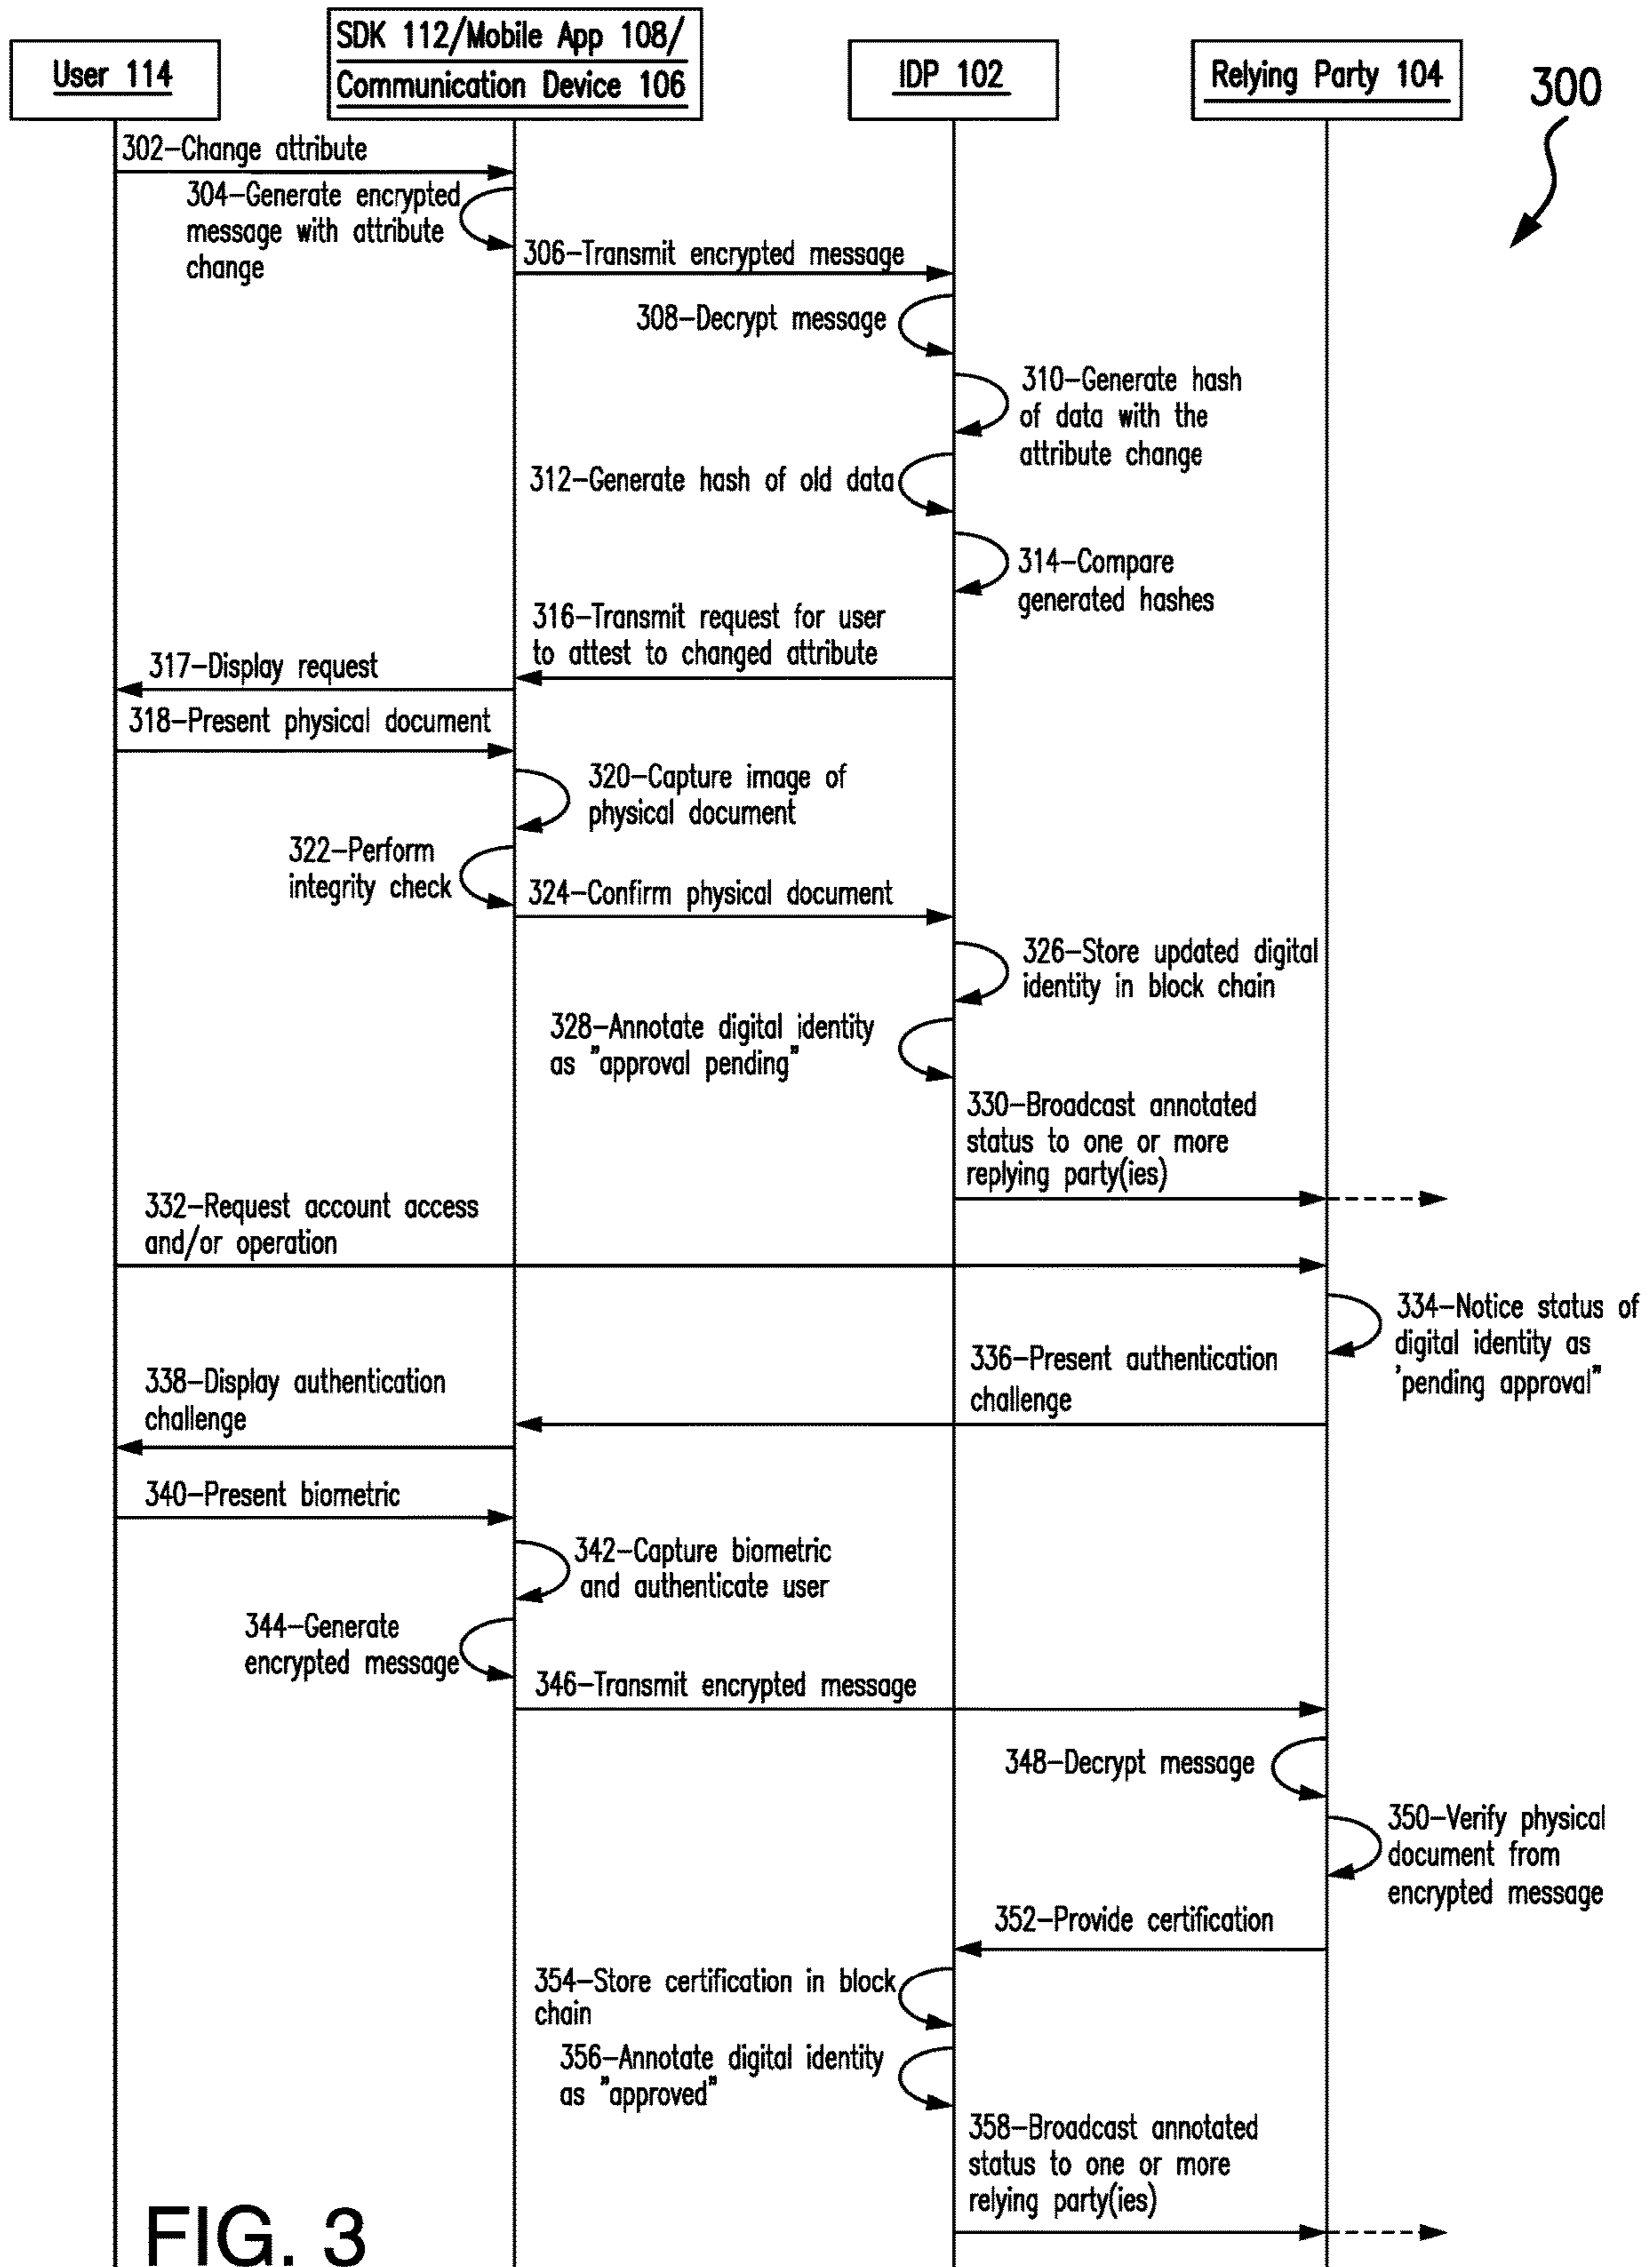 User 114
SDK 112/Mobile App 108/
Communication Device 106
IDP 102
Relying Party 104
300
302–Change attribute
304–Generate encrypted
message with attribute
change
306–Transmit encrypted message
308–Decrypt message
310–Generate hash
of data with the
attribute change
312–Generate hash of old data
314–Compare
generated hashes
316–Transmit request for user
to attest to changed attribute
317–Display request
318–Present physical document
320–Capture image of
physical document
322–Perform
integrity check
324–Confirm physical document
326–Store updated digital
identity in block chain
328–Annotate digital identity
as "approval pending"
330–Broadcast annotated
status to one or more
replying party(ies)
332–Request account access
and/or operation
334–Notice status of
digital identity as
'pending approval"
336–Present authentication
challenge
338–Display authentication
challenge
340–Present biometric
342–Capture biometric
and authenticate user
344–Generate
encrypted message
346–Transmit encrypted message
348–Decrypt message
350–Verify physical
document from
encrypted message
352–Provide certification
354–Store certification in block
chain
356–Annotate digital identity
as "approved"
358–Broadcast annotated
status to one or more
relying party(ies)
FIG. 3